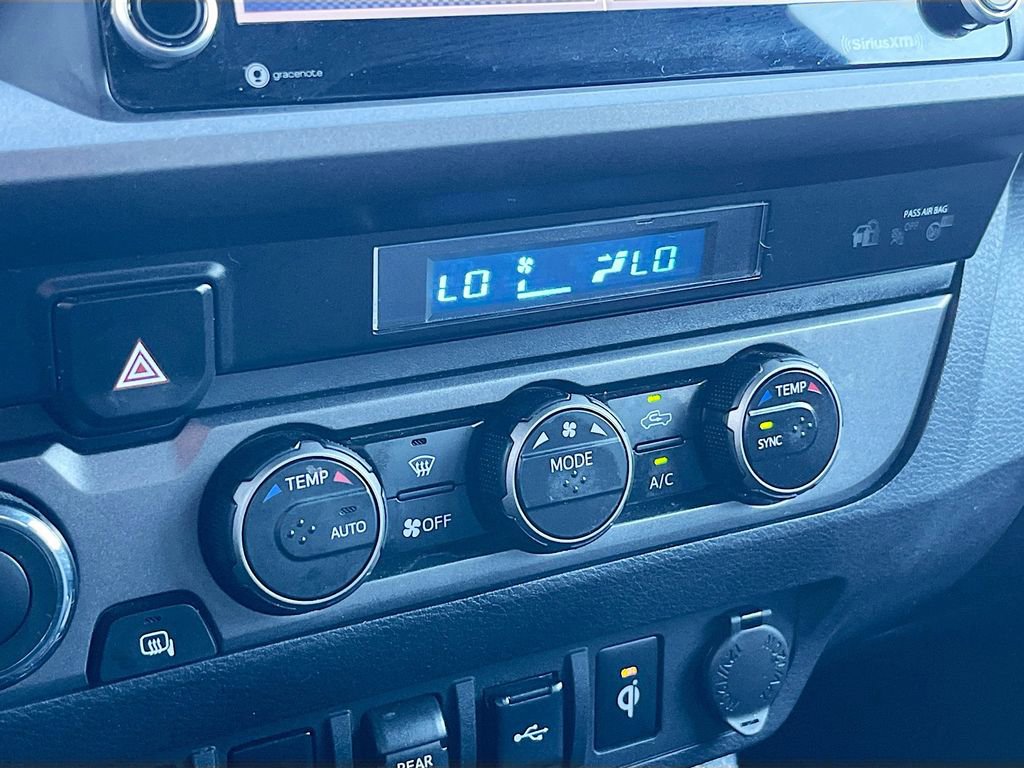 gracenote
SiriusXM
PASS AIR BAG
OFF
LO LO
TEMP
AUTO
OFF
MODE
A/C
TEMP
SYNC
REAR